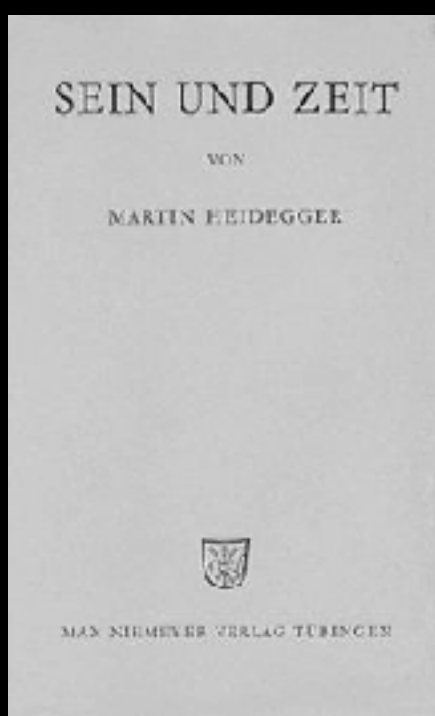 SEIN UND ZEIT
VON
MARTIN HEIDEGGER
MAX NIEMEYER VERLAG TÜBINGEN